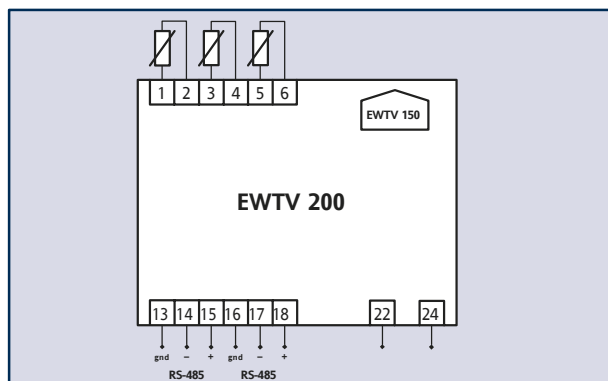 1 2 3 4 5 6
EWTV 150
EWTV 200
13 14 15 16 17 18 22 24
gnd - + gnd - +
RS-485 RS-485